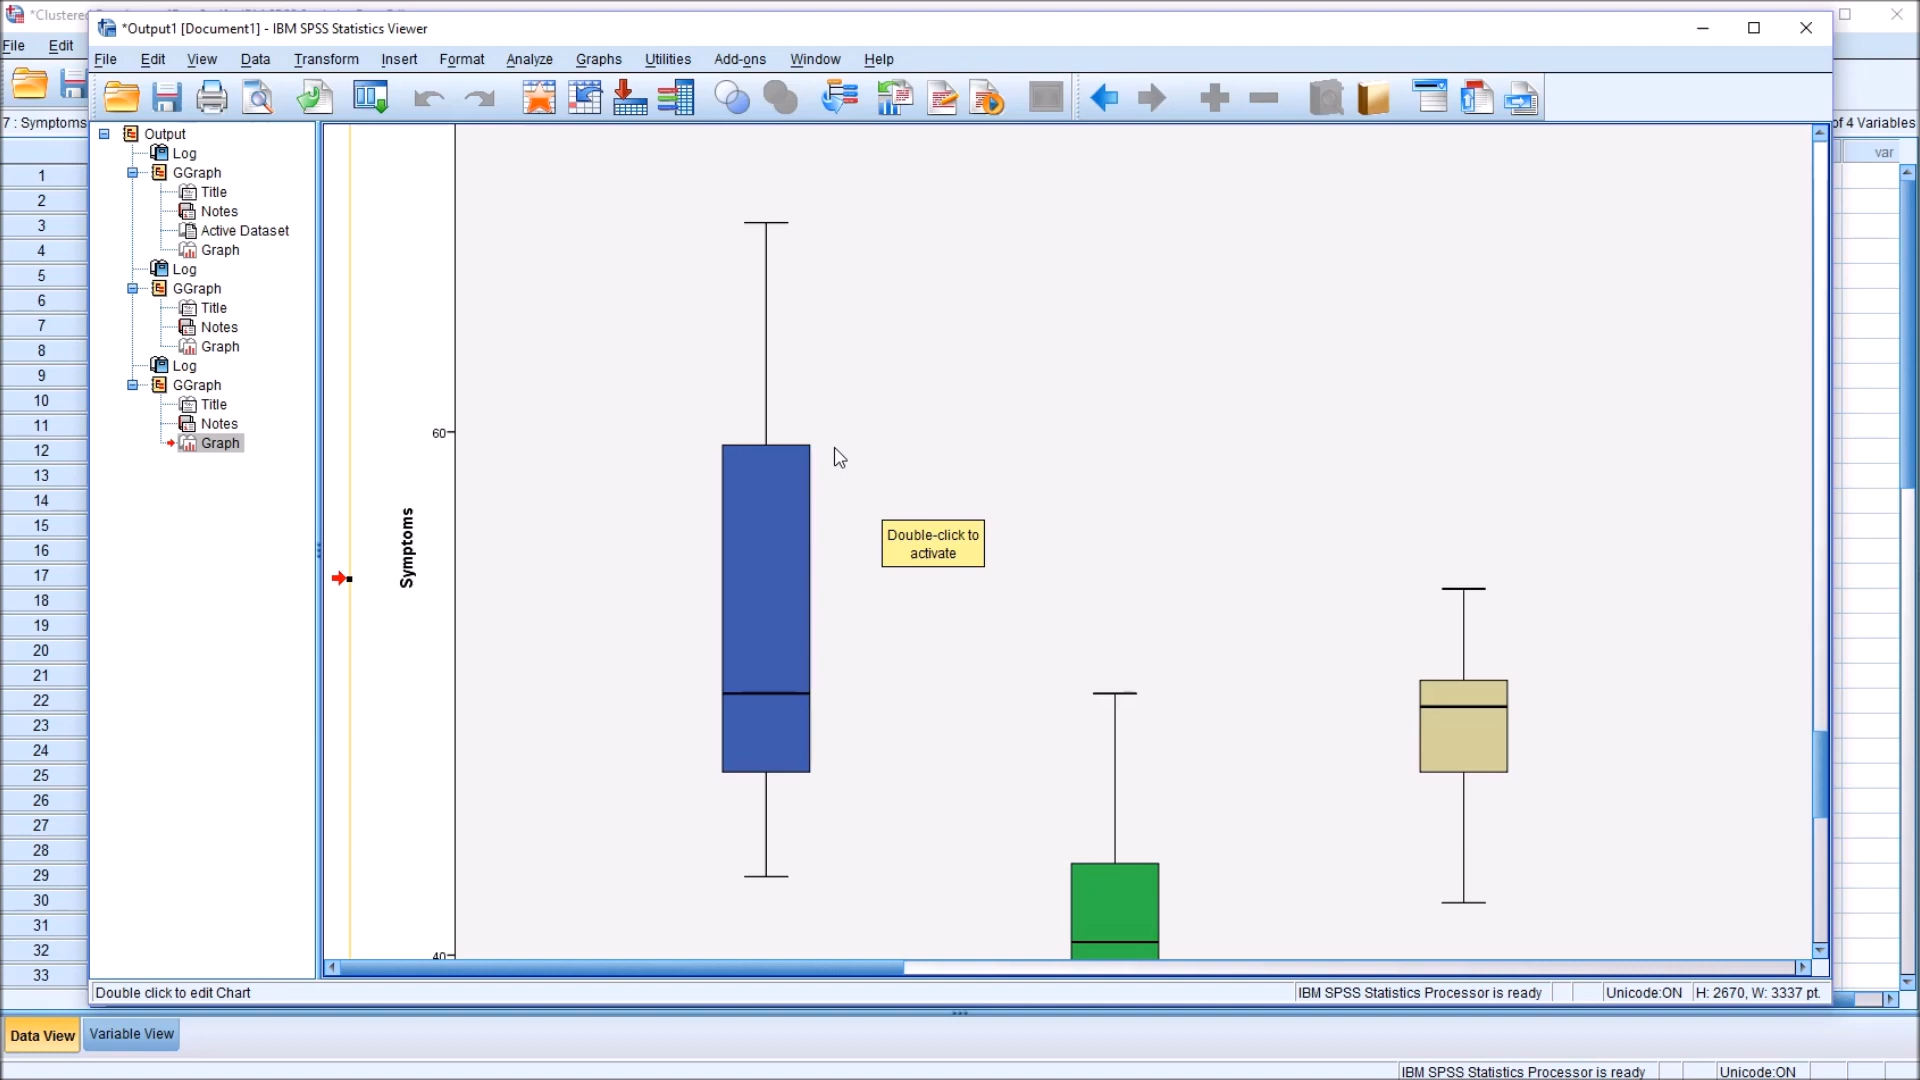 *Clustered
*Output1 [Document1] - IBM SPSS Statistics Viewer
File Edit
File Edit View Data Transform Insert Format Analyze Graphs Utilities Add-ons Window Help
7 : Symptoms
of 4 Variables
var
Output
Log
GGraph
Title
Notes
Active Dataset
Graph
Log
GGraph
Title
Notes
Graph
Log
GGraph
Title
Notes
Graph
1
2
3
4
5
6
7
8
9
10
11
12
13
14
15
16
17
18
19
20
21
22
23
24
25
26
27
28
29
30
31
32
33
60
Symptoms
40
Double-click to
activate
Double click to edit Chart
IBM SPSS Statistics Processor is ready
Unicode:ON
H: 2670, W: 3337 pt.
Data View
Variable View
IBM SPSS Statistics Processor is ready
Unicode:ON